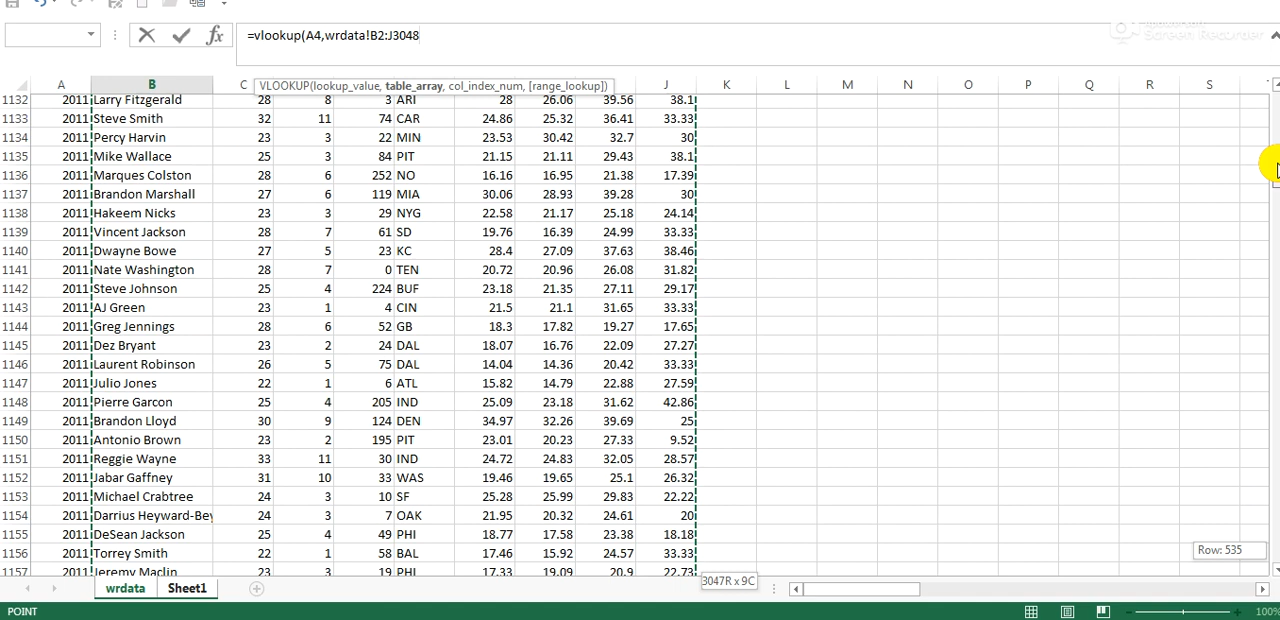 =vlookup(A4,wrdata!B2:J3048
Screen Recorder
A B C VLOOKUP(lookup_value, table_array, col_index_num, [range_lookup]) J K L M N O P Q R S
1132 2011 Larry Fitzgerald 28 8 3 ARI 28 26.06 39.56 38.1
1133 2011 Steve Smith 32 11 74 CAR 24.86 25.32 36.41 33.33
1134 2011 Percy Harvin 23 3 22 MIN 23.53 30.42 32.7 30
1135 2011 Mike Wallace 25 3 84 PIT 21.15 21.11 29.43 38.1
1136 2011 Marques Colston 28 6 252 NO 16.16 16.95 21.38 17.39
1137 2011 Brandon Marshall 27 6 119 MIA 30.06 28.93 39.28 30
1138 2011 Hakeem Nicks 23 3 29 NYG 22.58 21.17 25.18 24.14
1139 2011 Vincent Jackson 28 7 61 SD 19.76 16.39 24.99 33.33
1140 2011 Dwayne Bowe 27 5 23 KC 28.4 27.09 37.63 38.46
1141 2011 Nate Washington 28 7 0 TEN 20.72 20.96 26.08 31.82
1142 2011 Steve Johnson 25 4 224 BUF 23.18 21.35 27.11 29.17
1143 2011 AJ Green 23 1 4 CIN 21.5 21.1 31.65 33.33
1144 2011 Greg Jennings 28 6 52 GB 18.3 17.82 19.27 17.65
1145 2011 Dez Bryant 23 2 24 DAL 18.07 16.76 22.09 27.27
1146 2011 Laurent Robinson 26 5 75 DAL 14.04 14.36 20.42 33.33
1147 2011 Julio Jones 22 1 6 ATL 15.82 14.79 22.88 27.59
1148 2011 Pierre Garcon 25 4 205 IND 25.09 23.18 31.62 42.86
1149 2011 Brandon Lloyd 30 9 124 DEN 34.97 32.26 39.69 25
1150 2011 Antonio Brown 23 2 195 PIT 23.01 20.23 27.33 9.52
1151 2011 Reggie Wayne 33 11 30 IND 24.72 24.83 32.05 28.57
1152 2011 Jabar Gaffney 31 10 33 WAS 19.46 19.65 25.1 26.32
1153 2011 Michael Crabtree 24 3 10 SF 25.28 25.99 29.83 22.22
1154 2011 Darrius Heyward-Bey 24 3 7 OAK 21.95 20.32 24.61 20
1155 2011 DeSean Jackson 25 4 49 PHI 18.77 17.58 23.38 18.18
1156 2011 Torrey Smith 22 1 58 BAL 17.46 15.92 24.57 33.33
1157 2011 Jeremy Maclin 23 3 19 PHI 17.33 19.09 20.9 22.73
Row: 535
3047R x 9C
wrdata Sheet1
POINT 100%